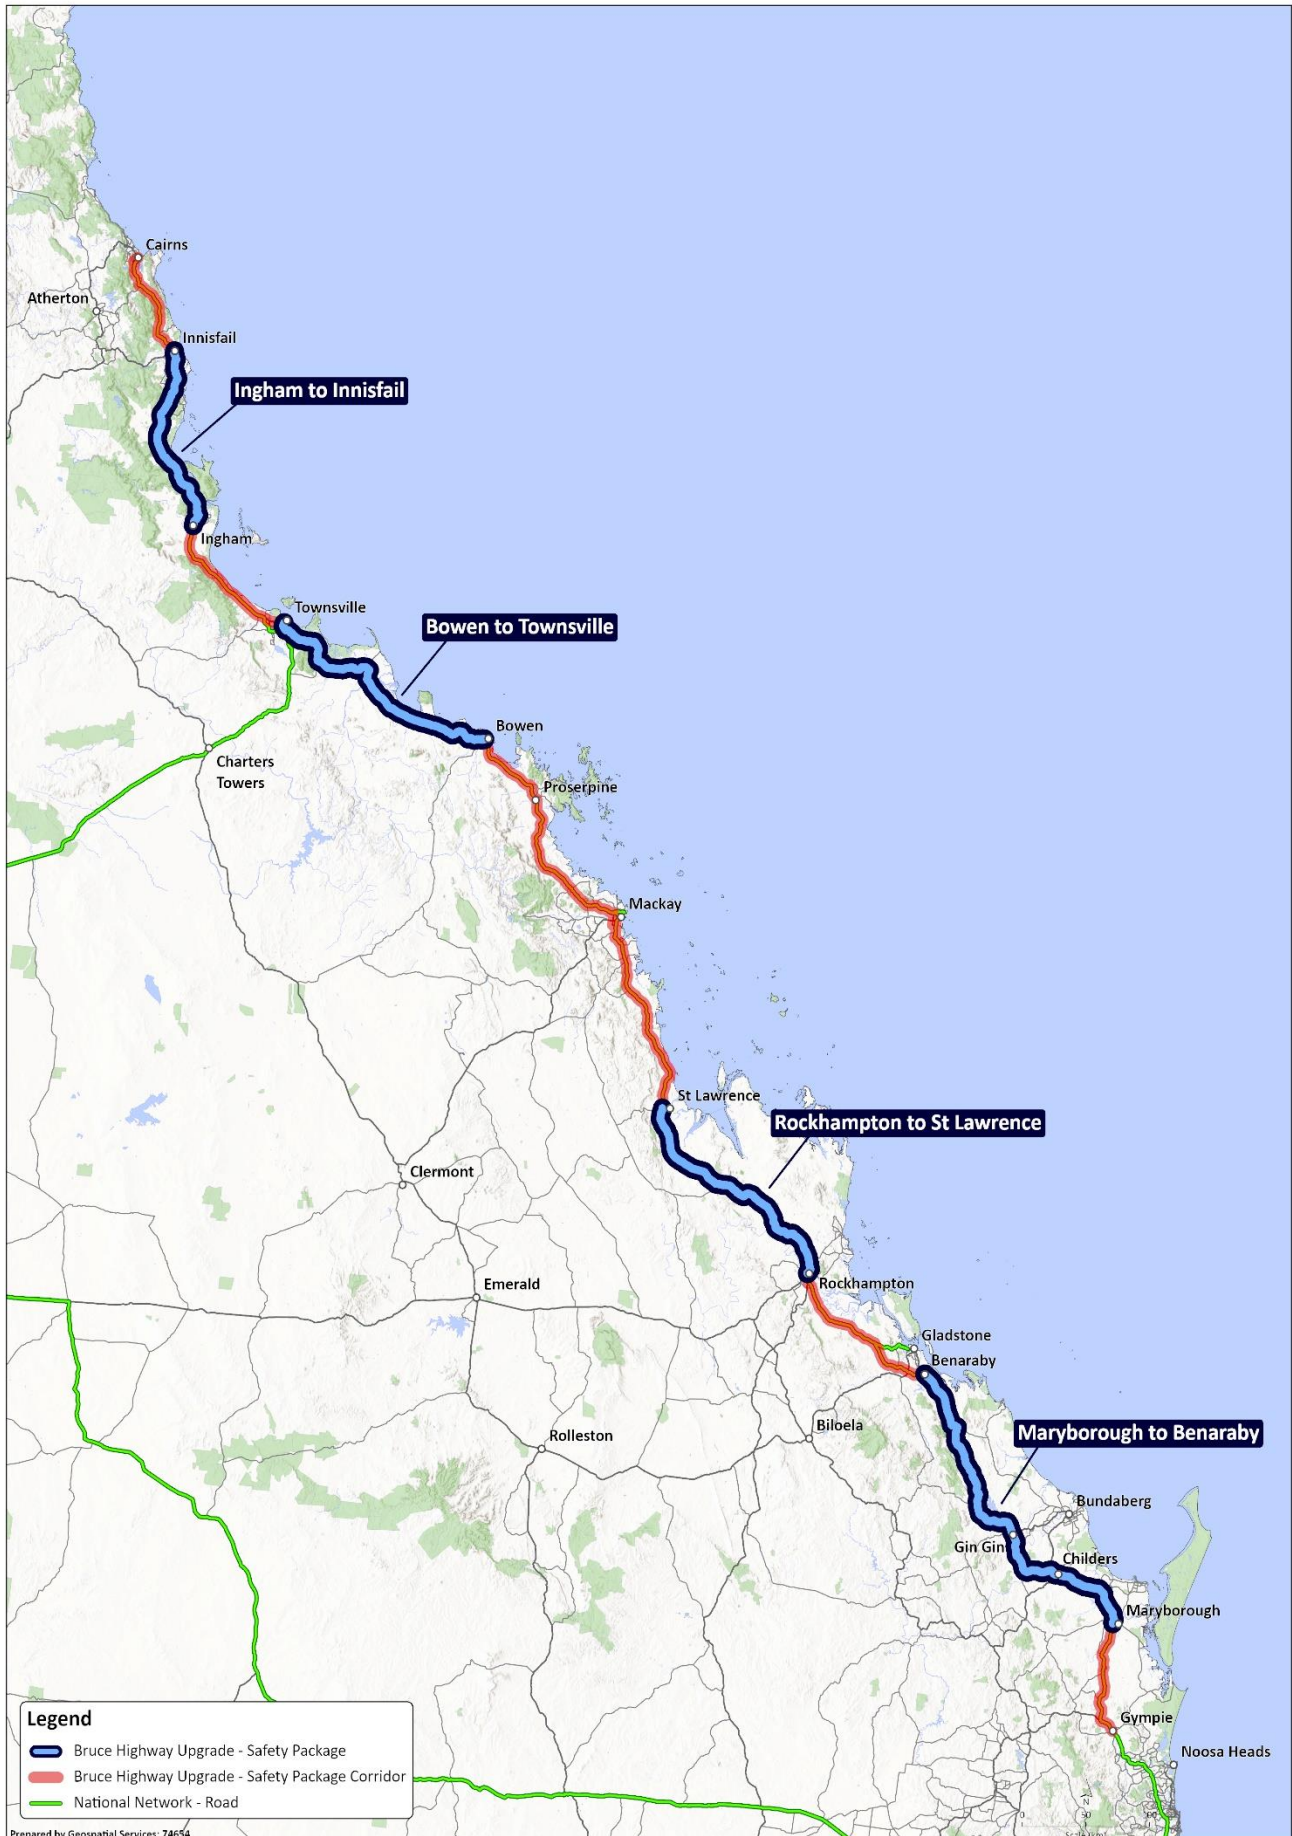 Cairns
Atherton
Innisfail
Ingham to Innisfail
Ingham
Townsville
Bowen to Townsville
Bowen
Charters
Towers
Proserpine
Mackay
St Lawrence
Rockhampton to St Lawrence
Clermont
Emerald
Rockhampton
Gladstone
Benaraby
Biloela
Maryborough to Benaraby
Rolleston
Bundaberg
Gin Gin
Childers
Maryborough
Gympie
Noosa Heads
Legend
Bruce Highway Upgrade - Safety Package
Bruce Highway Upgrade - Safety Package Corridor
National Network - Road
N
0 50
Prepared by Geospatial Services: 74654